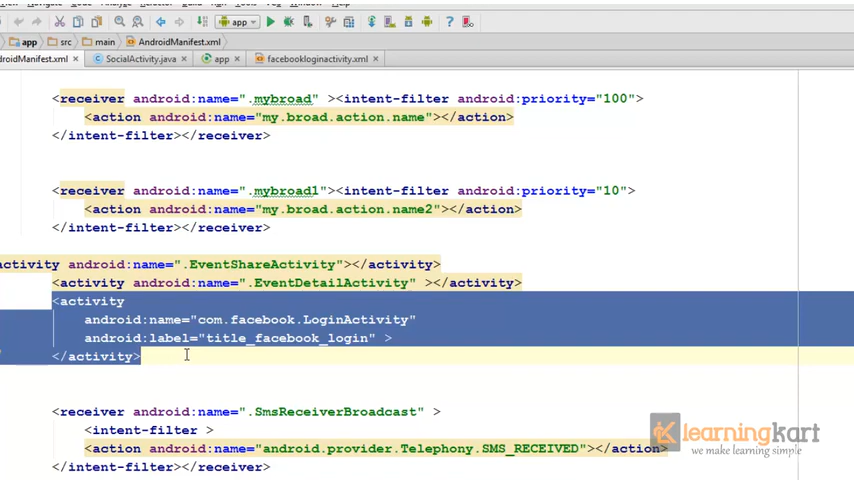 app
app src main AndroidManifest.xml
droidManifest.xml SocialActivity.java app facebookloginactivity.xml
<receiver android:name=".mybroad" ><intent-filter android:priority="100">
<action android:name="my.broad.action.name"></action>
</intent-filter></receiver>
<receiver android:name=".mybroad1"><intent-filter android:priority="10">
<action android:name="my.broad.action.name2"></action>
</intent-filter></receiver>
activity android:name=".EventShareActivity"></activity>
<activity android:name=".EventDetailActivity" ></activity>
<activity
android:name="com.facebook.LoginActivity"
android:label="title_facebook_login" >
</activity>
<receiver android:name=".SmsReceiverBroadcast" >
<intent-filter >
<action android:name="android.provider.Telephony.SMS_RECEIVED"></action>
</intent-filter></receiver>
learningkart
we make learning simple